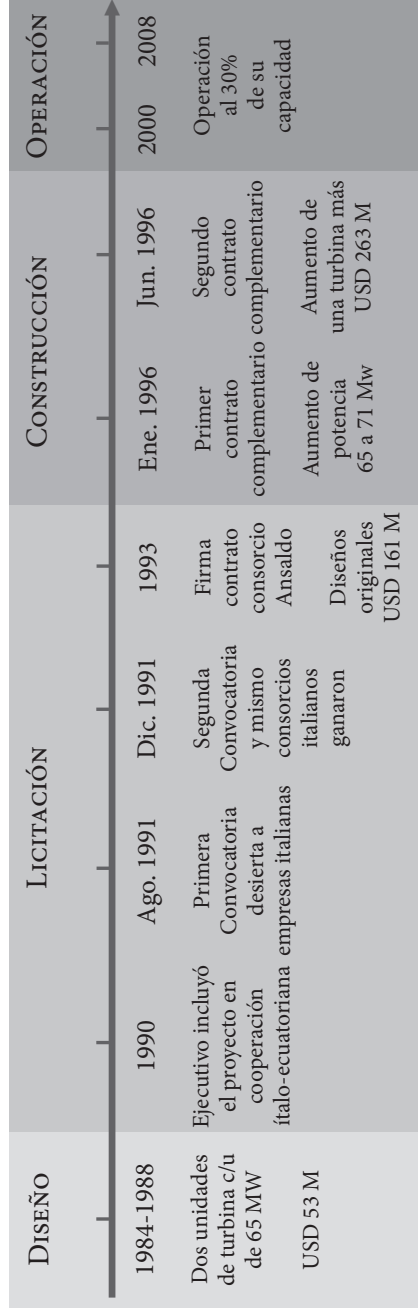 DISEÑO
1984-1988
Dos unidades
de turbina c/u
de 65 MW
USD 53 M
LICITACIÓN
1990
Ejecutivo incluyó
el proyecto en
cooperación
ítalo-ecuatoriana
Ago. 1991
Primera
Convocatoria
desierta a
empresas italianas
Dic. 1991
Segunda
Convocatoria
y mismo
consorcios
italianos
ganaron
1993
Firma
contrato
consorcio
Ansaldo
Diseños
originales
USD 161 M
CONSTRUCCIÓN
Ene. 1996
Primer
contrato
complementario
Aumento de
potencia
65 a 71 Mw
Jun. 1996
Segundo
contrato
complementario
Aumento de
una turbina más
USD 263 M
OPERACIÓN
2000 2008
Operación
al 30%
de su
capacidad